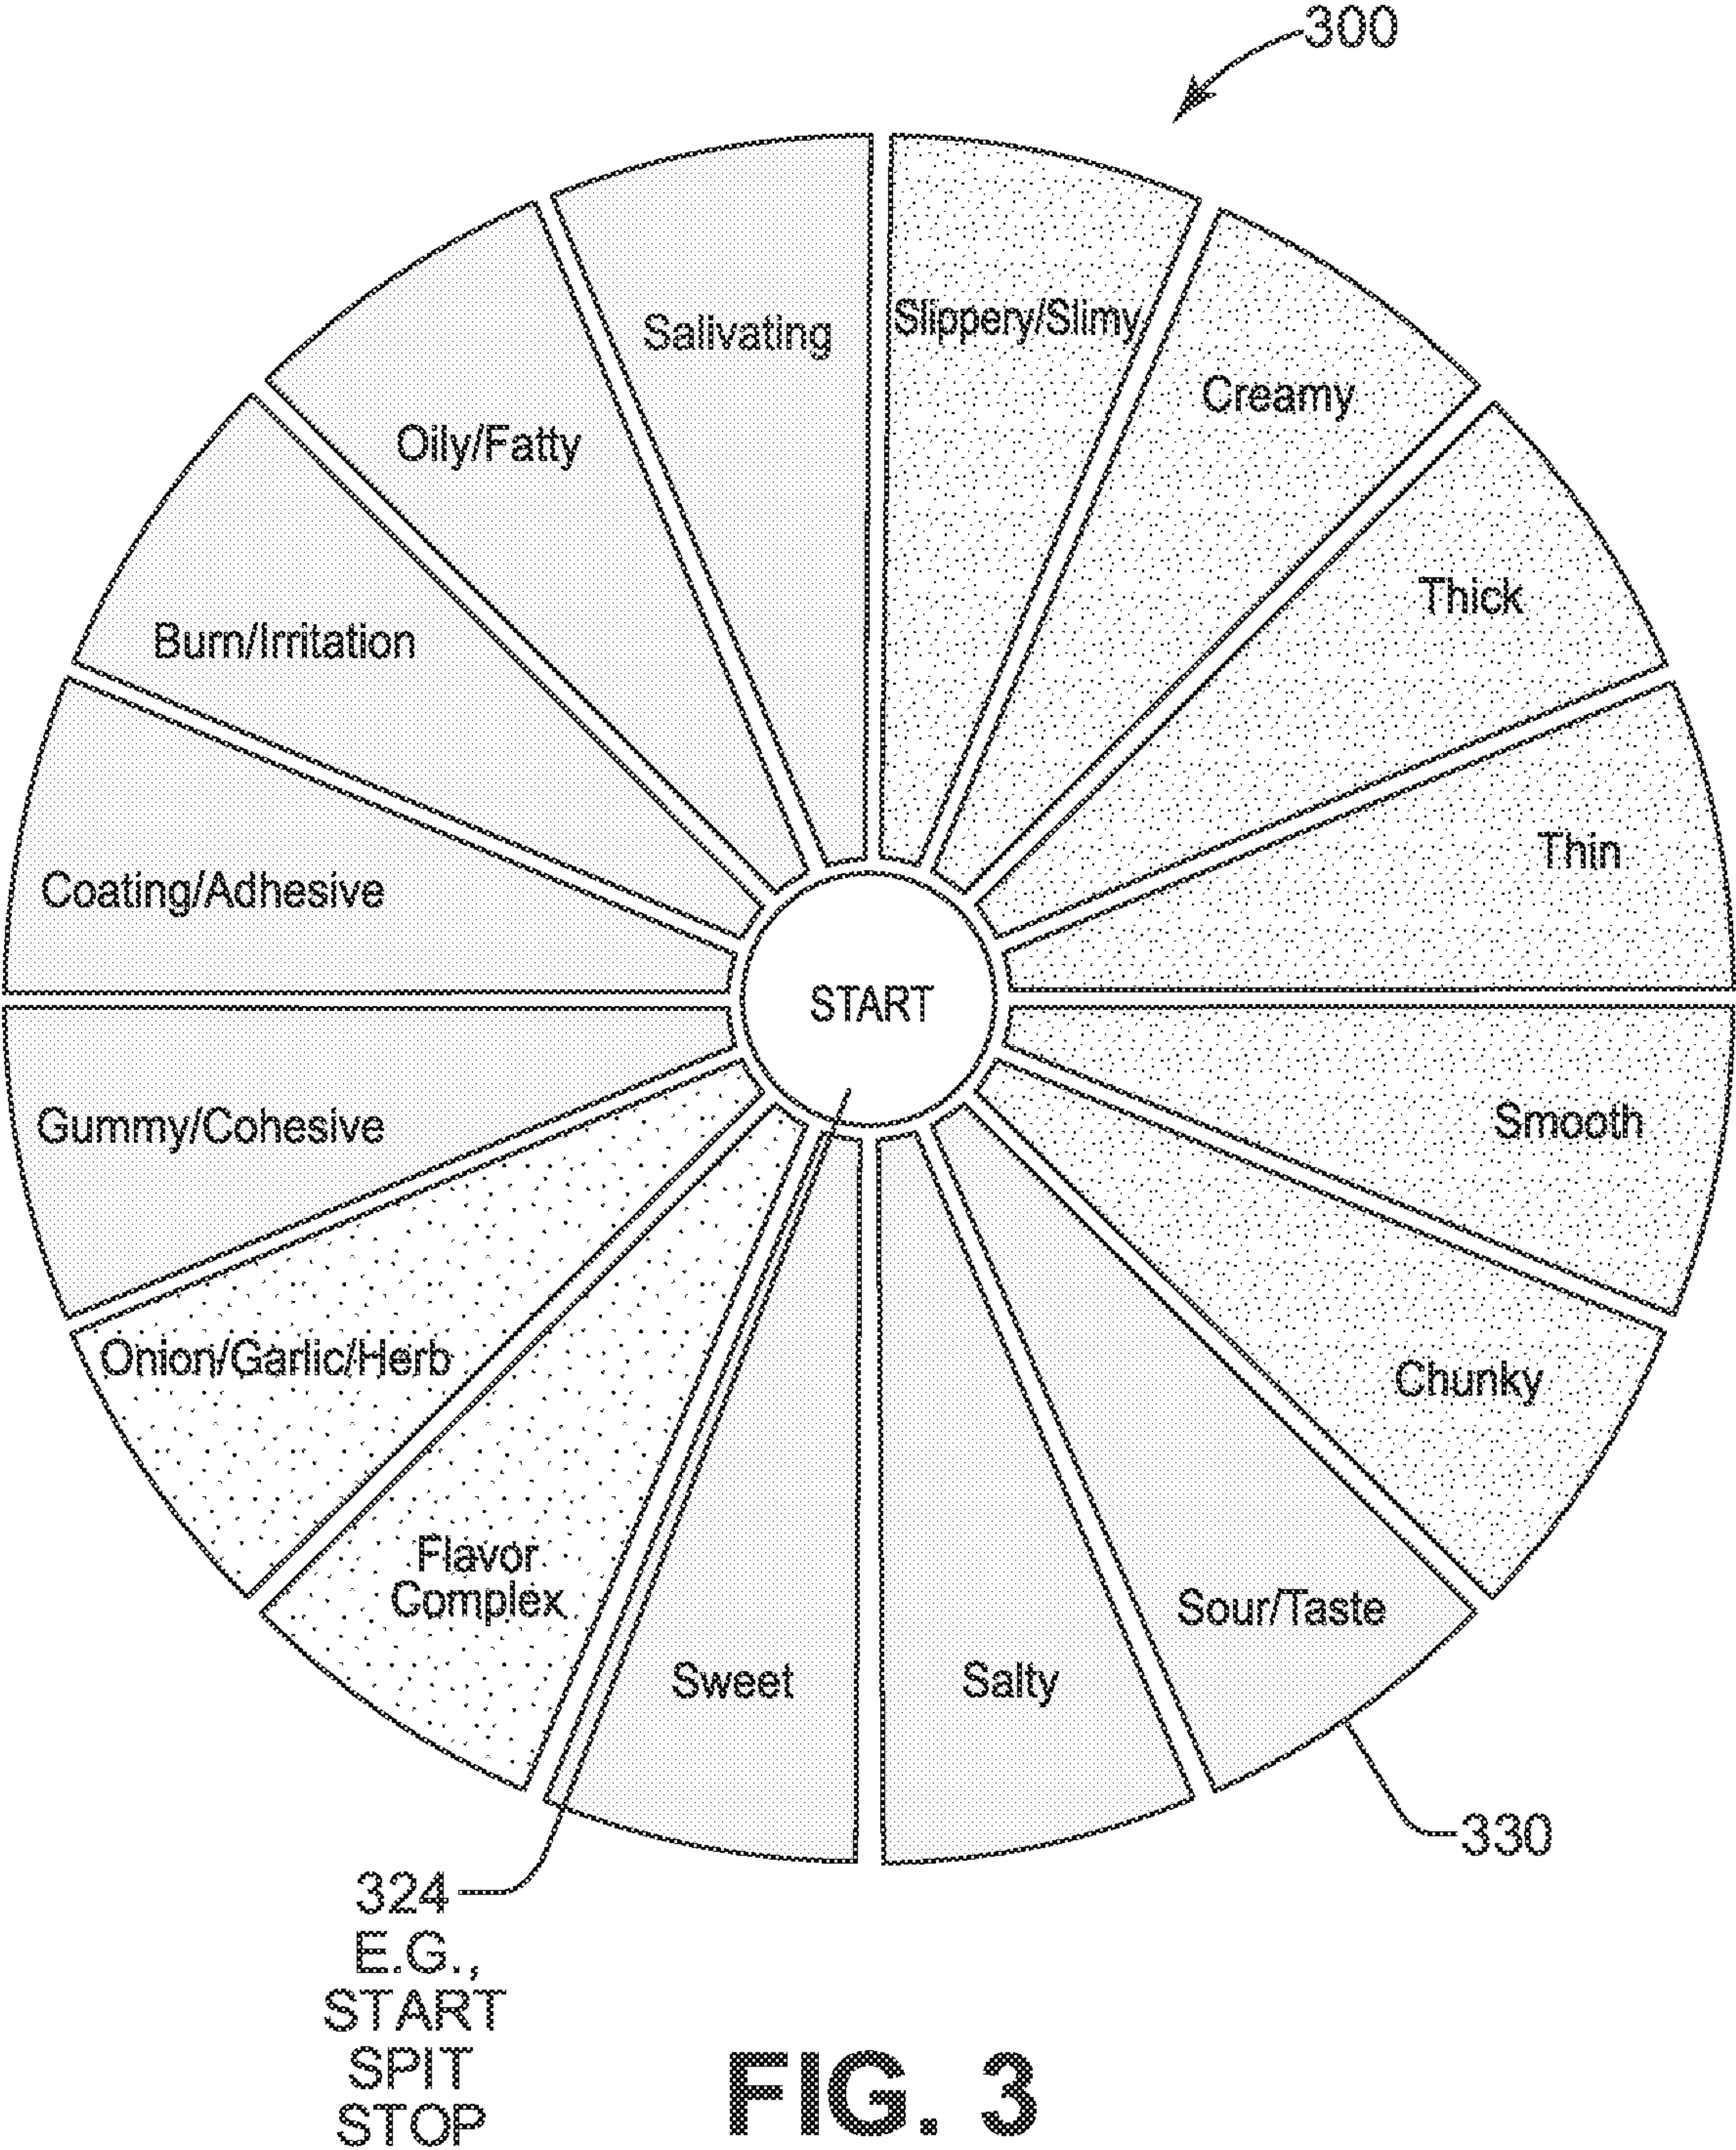 300
Salivating
Slippery/Slimy
Creamy
Oily/Fatty
Thick
Burn/Irritation
Thin
Coating/Adhesive
START
Smooth
Gummy/Cohesive
Onion/Garlic/Herb
Chunky
Flavor
Complex
Sour/Taste
Sweet
Salty
330
324
E.G.,
START
SPIT
STOP
FIG. 3